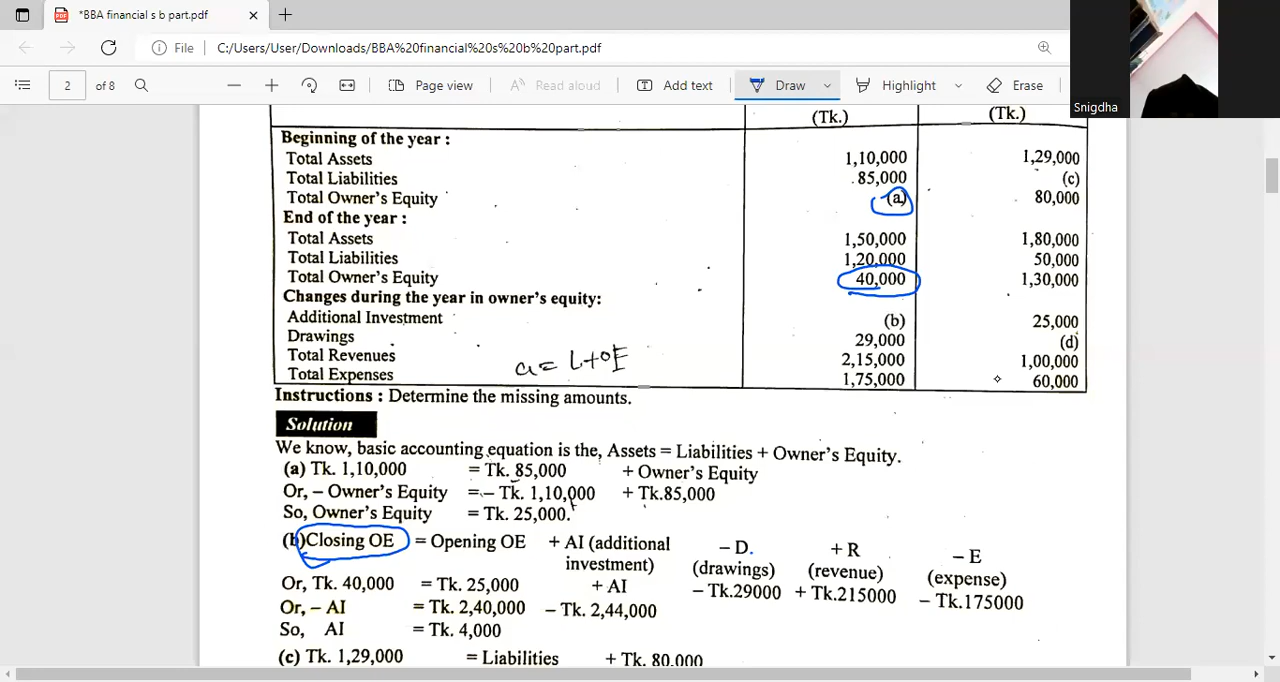 *BBA financial s b part.pdf
File C:/Users/User/Downloads/BBA%20financial%20s%20b%20part.pdf
2 of 8 Page view Read aloud Add text Draw Highlight Erase
Snigdha
(Tk.) (Tk.)
Beginning of the year :
Total Assets 1,10,000 1,29,000
Total Liabilities 85,000 (c)
Total Owner's Equity (a) 80,000
End of the year :
Total Assets 1,50,000 1,80,000
Total Liabilities 1,20,000 50,000
Total Owner's Equity 40,000 1,30,000
Changes during the year in owner's equity:
Additional Investment (b) 25,000
Drawings 29,000 (d)
Total Revenues 2,15,000 1,00,000
Total Expenses 1,75,000 60,000
a= L+OE
Instructions : Determine the missing amounts.
Solution
We know, basic accounting equation is the, Assets = Liabilities + Owner's Equity.
(a) Tk. 1,10,000 = Tk. 85,000 + Owner's Equity
Or, – Owner's Equity = – Tk. 1,10,000 + Tk.85,000
So, Owner's Equity = Tk. 25,000.
(b)Closing OE = Opening OE + AI (additional investment) – D. (drawings) + R (revenue) – E (expense)
Or, Tk. 40,000 = Tk. 25,000 + AI – Tk.29000 + Tk.215000 – Tk.175000
Or, – AI = Tk. 2,40,000 – Tk. 2,44,000
So, AI = Tk. 4,000
(c) Tk. 1,29,000 = Liabilities + Tk. 80,000